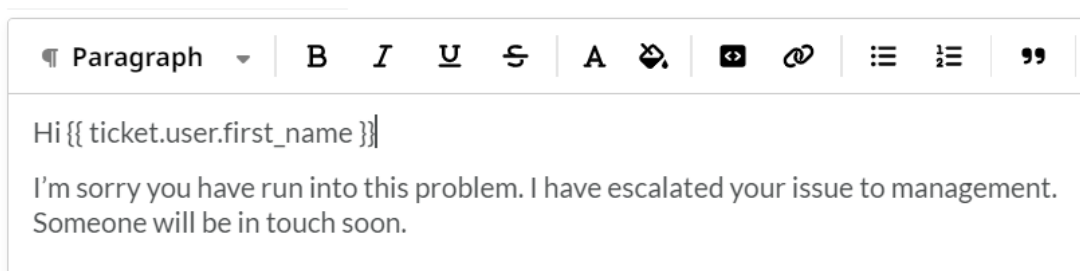 Paragraph B I U S A
Hi {{ ticket.user.first_name }}
I’m sorry you have run into this problem. I have escalated your issue to management.
Someone will be in touch soon.